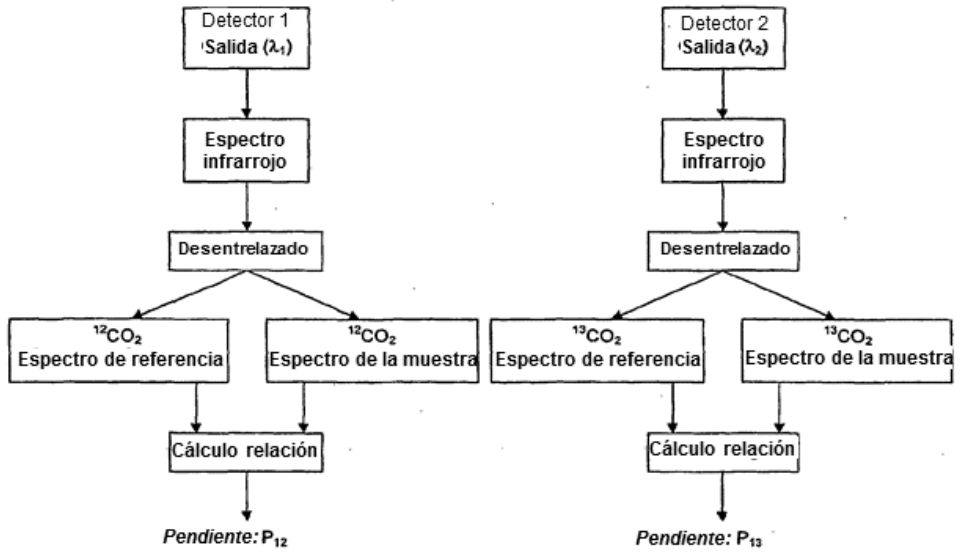 Detector 1
Salida (λ₁)
Espectro
infrarrojo
Desentrelazado
¹²CO₂
Espectro de referencia
¹²CO₂
Espectro de la muestra
Cálculo relación
Pendiente: P₁₂
Detector 2
Salida (λ₂)
Espectro
infrarrojo
Desentrelazado
¹³CO₂
Espectro de referencia
¹³CO₂
Espectro de la muestra
Cálculo relación
Pendiente: P₁₃